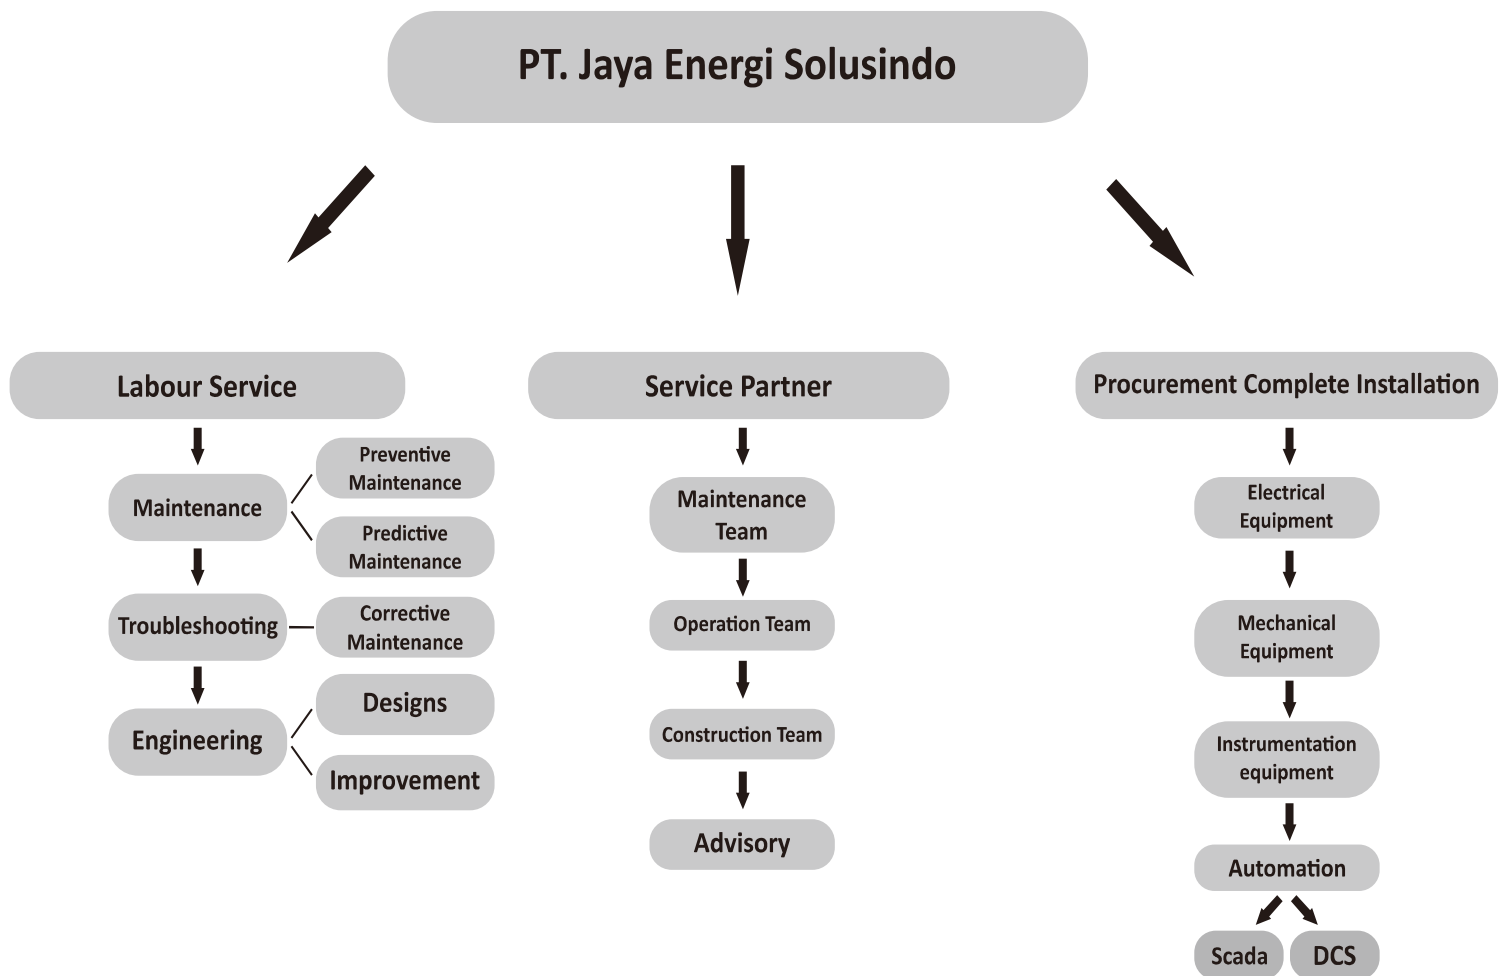 PT. Jaya Energi Solusindo
Labour Service
Maintenance
Preventive
Maintenance
Predictive
Maintenance
Troubleshooting
Corrective
Maintenance
Engineering
Designs
Improvement
Service Partner
Maintenance
Team
Operation Team
Construction Team
Advisory
Procurement Complete Installation
Electrical
Equipment
Mechanical
Equipment
Instrumentation
equipment
Automation
Scada
DCS